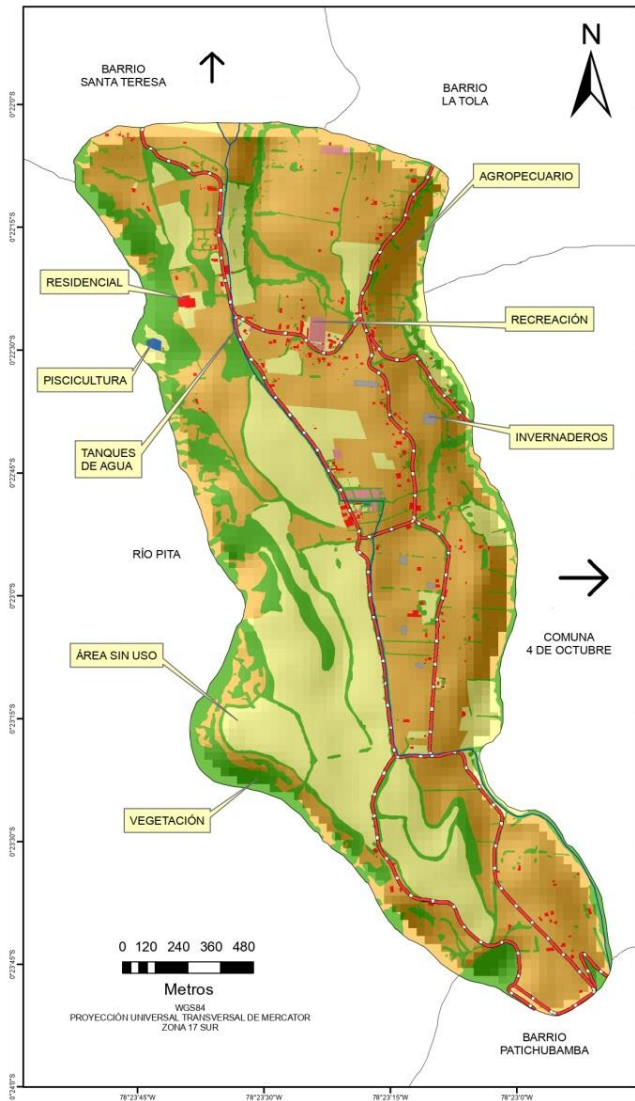 N
BARRIO
SANTA TERESA
BARRIO
LA TOLA
AGROPECUARIO
RESIDENCIAL
RECREACIÓN
PISCICULTURA
INVERNADEROS
TANQUES
DE AGUA
RÍO PITA
COMUNA
4 DE OCTUBRE
ÁREA SIN USO
VEGETACIÓN
0 120 240 360 480
Metros
WGS84
PROYECCIÓN UNIVERSAL TRANSVERSAL DE MERCATOR
ZONA 17 SUR
BARRIO
PATICHUBAMBA
0°22'0"S
0°22'15"S
0°22'30"S
0°22'45"S
0°23'0"S
0°23'15"S
0°23'30"S
0°23'45"S
0°24'0"S
78°23'45"W
78°23'30"W
78°23'15"W
78°23'0"W